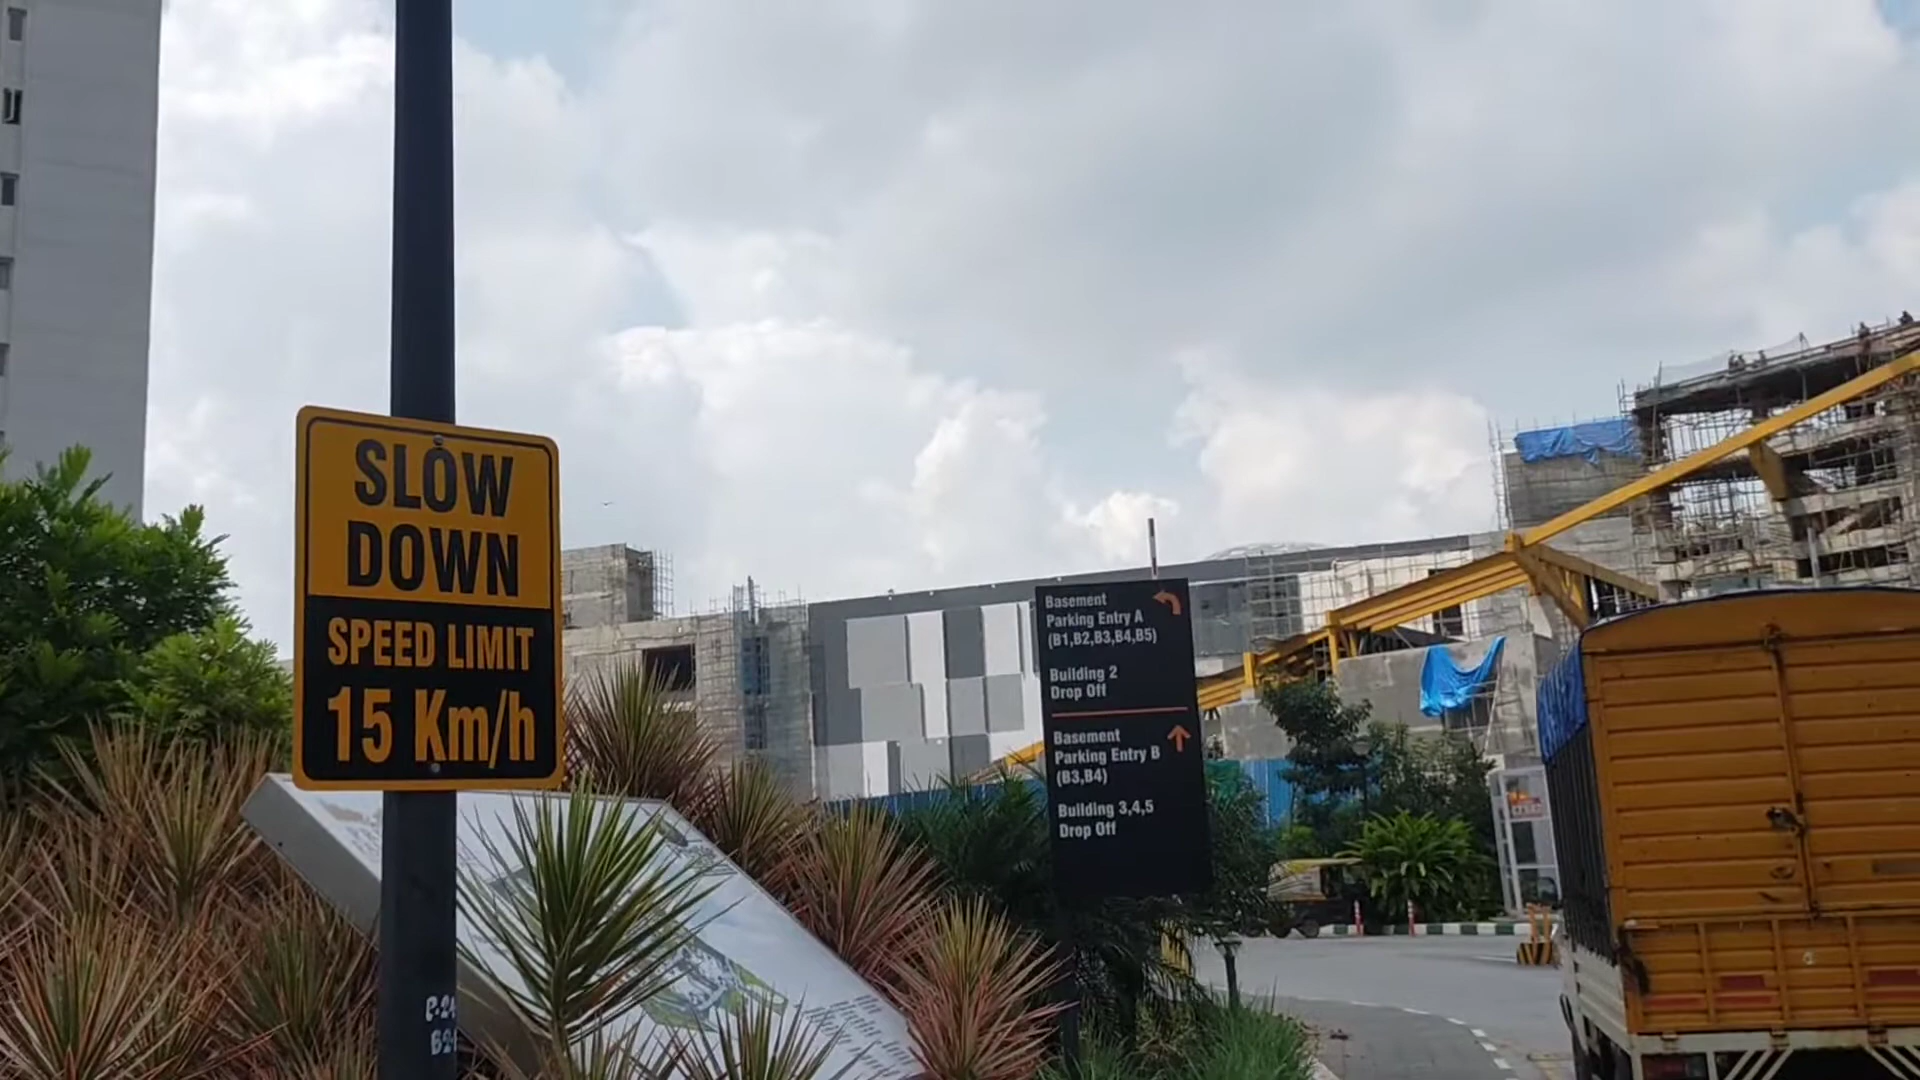 SLOW
DOWN
SPEED LIMIT
15 Km/h
Basement
Parking Entry A
(B1,B2,B3,B4,B5)
Building 2
Drop Off
Basement
Parking Entry B
(B3,B4)
Building 3,4,5
Drop Off